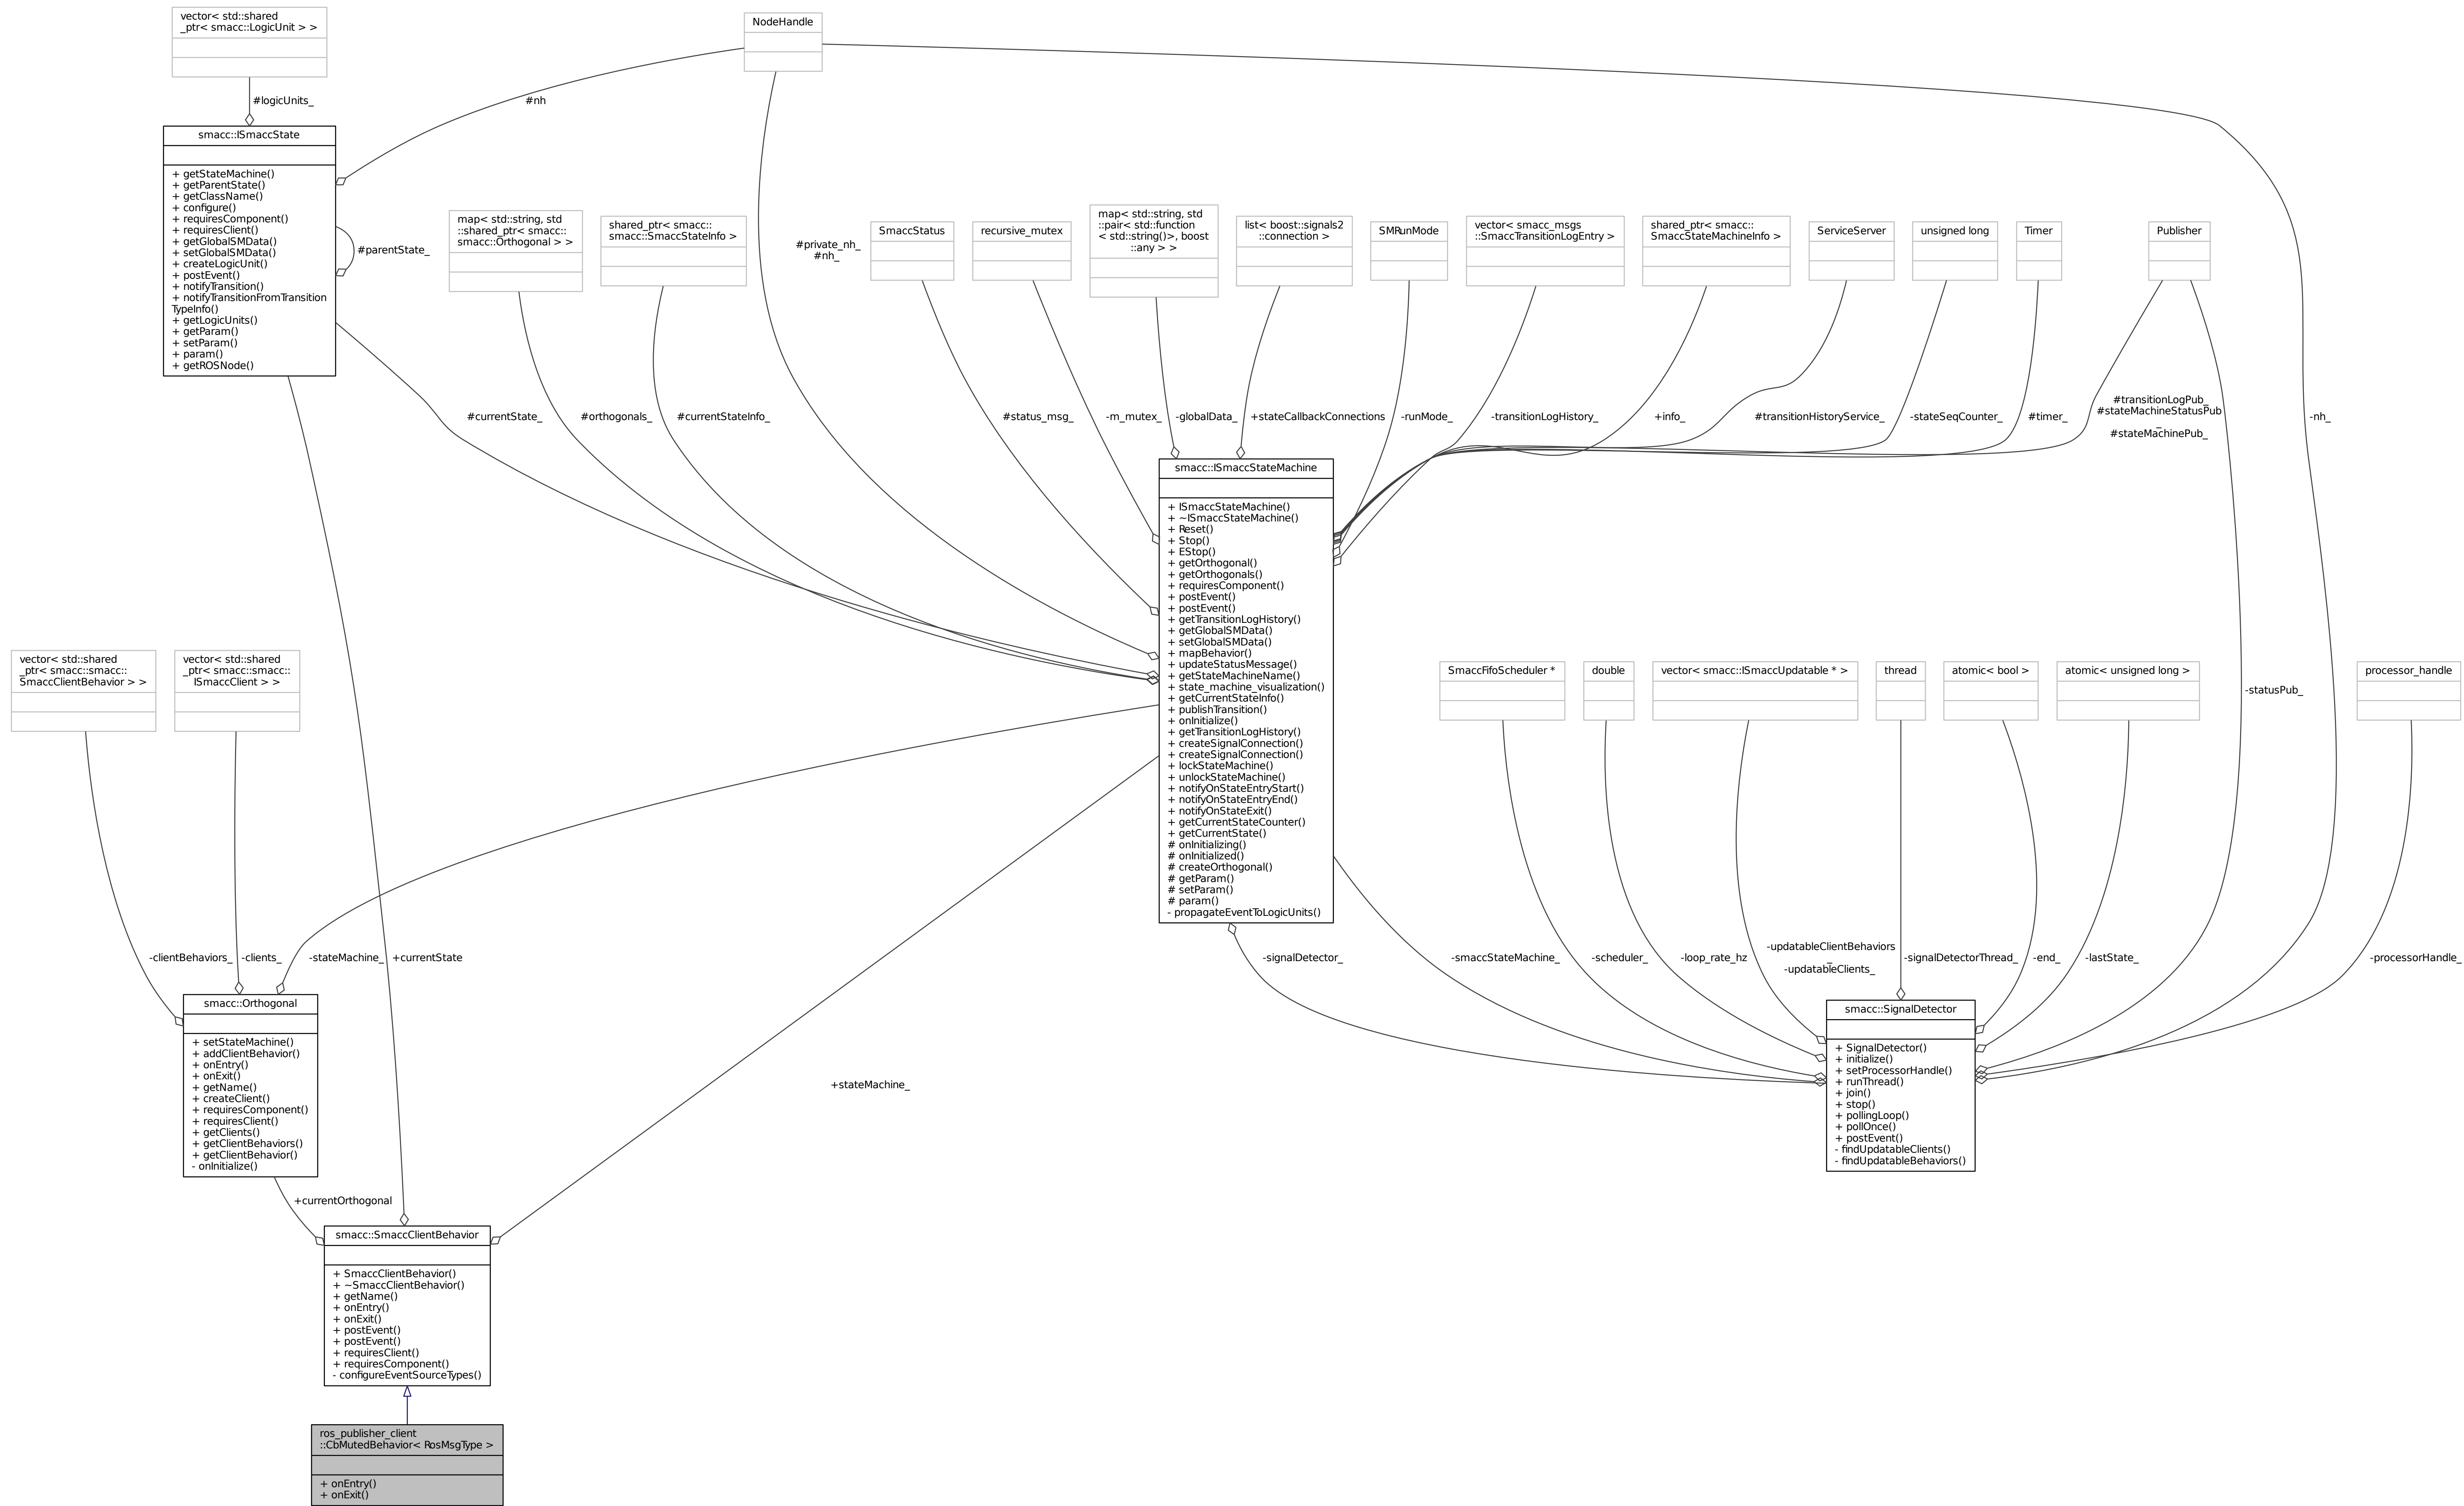 vector< std::shared
_ptr< smacc::LogicUnit > >
NodeHandle
#logicUnits_
#nh
smacc::ISmaccState
+ getStateMachine()
+ getParentState()
+ getClassName()
+ configure()
+ requiresComponent()
+ requiresClient()
+ getGlobalSMData()
+ setGlobalSMData()
+ createLogicUnit()
+ postEvent()
+ notifyTransition()
+ notifyTransitionFromTransition
TypeInfo()
+ getLogicUnits()
+ getParam()
+ setParam()
+ param()
+ getROSNode()
#parentState_
map< std::string, std
::shared_ptr< smacc::
smacc::Orthogonal > >
shared_ptr< smacc::
smacc::SmaccStateInfo >
#private_nh_
#nh_
SmaccStatus
recursive_mutex
map< std::string, std
::pair< std::function
< std::string()>, boost
::any > >
list< boost::signals2
::connection >
SMRunMode
vector< smacc_msgs
::SmaccTransitionLogEntry >
shared_ptr< smacc::
SmaccStateMachineInfo >
ServiceServer
unsigned long
Timer
Publisher
#currentState_
#orthogonals_
#currentStateInfo_
#status_msg_
-m_mutex_
-globalData_
+stateCallbackConnections
-runMode_
-transitionLogHistory_
+info_
#transitionHistoryService_
-stateSeqCounter_
#timer_
#transitionLogPub_
#stateMachineStatusPub
_
#stateMachinePub_
-nh_
smacc::ISmaccStateMachine
+ ISmaccStateMachine()
+ ~ISmaccStateMachine()
+ Reset()
+ Stop()
+ EStop()
+ getOrthogonal()
+ getOrthogonals()
+ requiresComponent()
+ postEvent()
+ postEvent()
+ getTransitionLogHistory()
+ getGlobalSMData()
+ setGlobalSMData()
+ mapBehavior()
+ updateStatusMessage()
+ getStateMachineName()
+ state_machine_visualization()
+ getCurrentStateInfo()
+ publishTransition()
+ onInitialize()
+ getTransitionLogHistory()
+ createSignalConnection()
+ createSignalConnection()
+ lockStateMachine()
+ unlockStateMachine()
+ notifyOnStateEntryStart()
+ notifyOnStateEntryEnd()
+ notifyOnStateExit()
+ getCurrentStateCounter()
+ getCurrentState()
# onInitializing()
# onInitialized()
# createOrthogonal()
# getParam()
# setParam()
# param()
- propagateEventToLogicUnits()
vector< std::shared
_ptr< smacc::smacc::
SmaccClientBehavior > >
vector< std::shared
_ptr< smacc::smacc::
ISmaccClient > >
SmaccFifoScheduler *
double
vector< smacc::ISmaccUpdatable * >
thread
atomic< bool >
atomic< unsigned long >
-statusPub_
processor_handle
-clientBehaviors_
-clients_
-stateMachine_
+currentState
-signalDetector_
-smaccStateMachine_
-scheduler_
-loop_rate_hz
-updatableClientBehaviors
_
-updatableClients_
-signalDetectorThread_
-end_
-lastState_
-processorHandle_
smacc::Orthogonal
+ setStateMachine()
+ addClientBehavior()
+ onEntry()
+ onExit()
+ getName()
+ createClient()
+ requiresComponent()
+ requiresClient()
+ getClients()
+ getClientBehaviors()
+ getClientBehavior()
- onInitialize()
+stateMachine_
smacc::SignalDetector
+ SignalDetector()
+ initialize()
+ setProcessorHandle()
+ runThread()
+ join()
+ stop()
+ pollingLoop()
+ pollOnce()
+ postEvent()
- findUpdatableClients()
- findUpdatableBehaviors()
+currentOrthogonal
smacc::SmaccClientBehavior
+ SmaccClientBehavior()
+ ~SmaccClientBehavior()
+ getName()
+ onEntry()
+ onExit()
+ postEvent()
+ postEvent()
+ requiresClient()
+ requiresComponent()
- configureEventSourceTypes()
ros_publisher_client
::CbMutedBehavior< RosMsgType >
+ onEntry()
+ onExit()